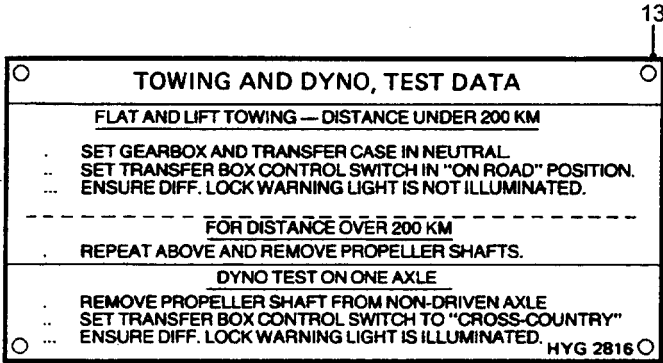 13
TOWING AND DYNO, TEST DATA
FLAT AND LIFT TOWING — DISTANCE UNDER 200 KM
. SET GEARBOX AND TRANSFER CASE IN NEUTRAL
.. SET TRANSFER BOX CONTROL SWITCH IN "ON ROAD" POSITION.
... ENSURE DIFF. LOCK WARNING LIGHT IS NOT ILLUMINATED.
FOR DISTANCE OVER 200 KM
. REPEAT ABOVE AND REMOVE PROPELLER SHAFTS.
DYNO TEST ON ONE AXLE
. REMOVE PROPELLER SHAFT FROM NON-DRIVEN AXLE
.. SET TRANSFER BOX CONTROL SWITCH TO "CROSS-COUNTRY"
... ENSURE DIFF. LOCK WARNING LIGHT IS ILLUMINATED. HYG 2816